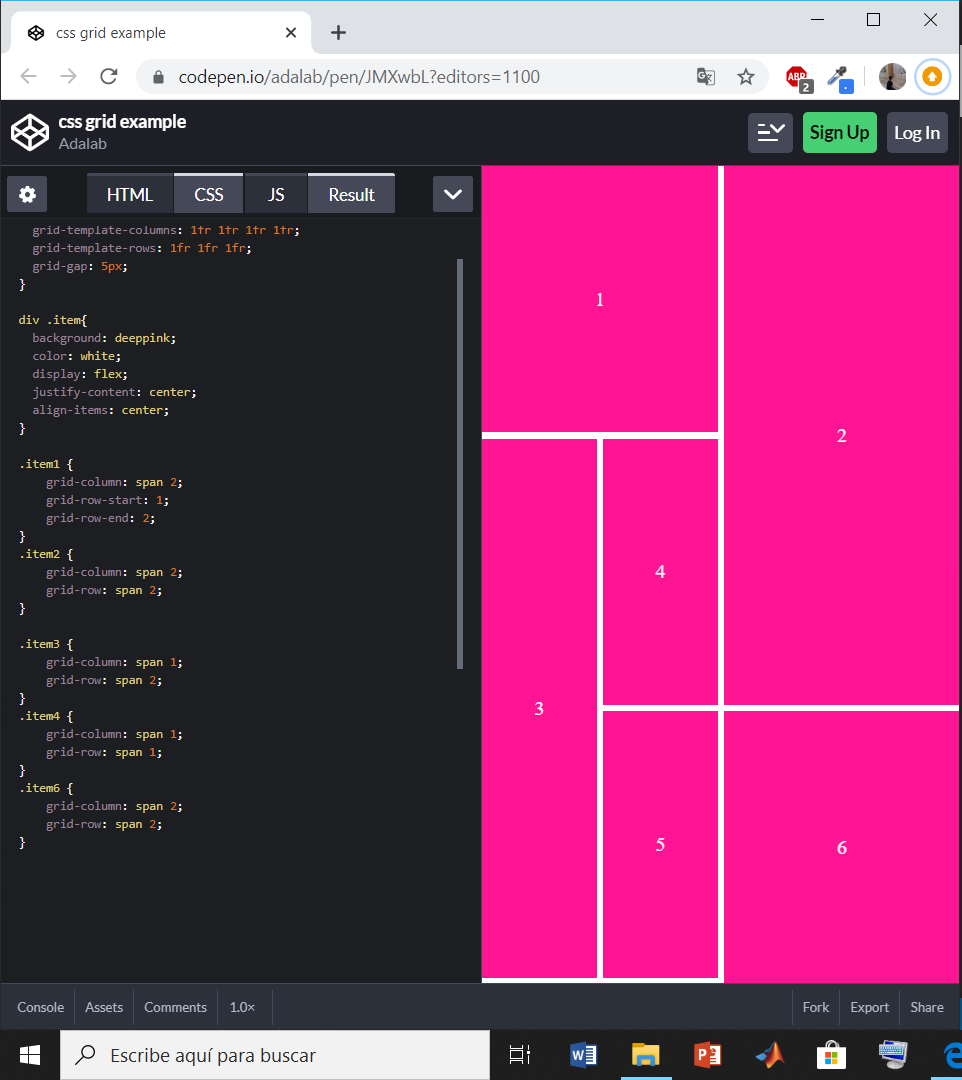 css grid example
codepen.io/adalab/pen/JMXwbL?editors=1100
ABP
2
css grid example
Adalab
Sign Up
Log In
HTML
CSS
JS
Result
grid-template-columns: 1fr 1fr 1fr 1fr;
grid-template-rows: 1fr 1fr 1fr;
grid-gap: 5px;
}
div .item{
background: deeppink;
color: white;
display: flex;
justify-content: center;
align-items: center;
}
.item1 {
grid-column: span 2;
grid-row-start: 1;
grid-row-end: 2;
}
.item2 {
grid-column: span 2;
grid-row: span 2;
}
.item3 {
grid-column: span 1;
grid-row: span 2;
}
.item4 {
grid-column: span 1;
grid-row: span 1;
}
.item6 {
grid-column: span 2;
grid-row: span 2;
}
1
2
3
4
5
6
Console
Assets
Comments
1.0×
Fork
Export
Share
Escribe aquí para buscar